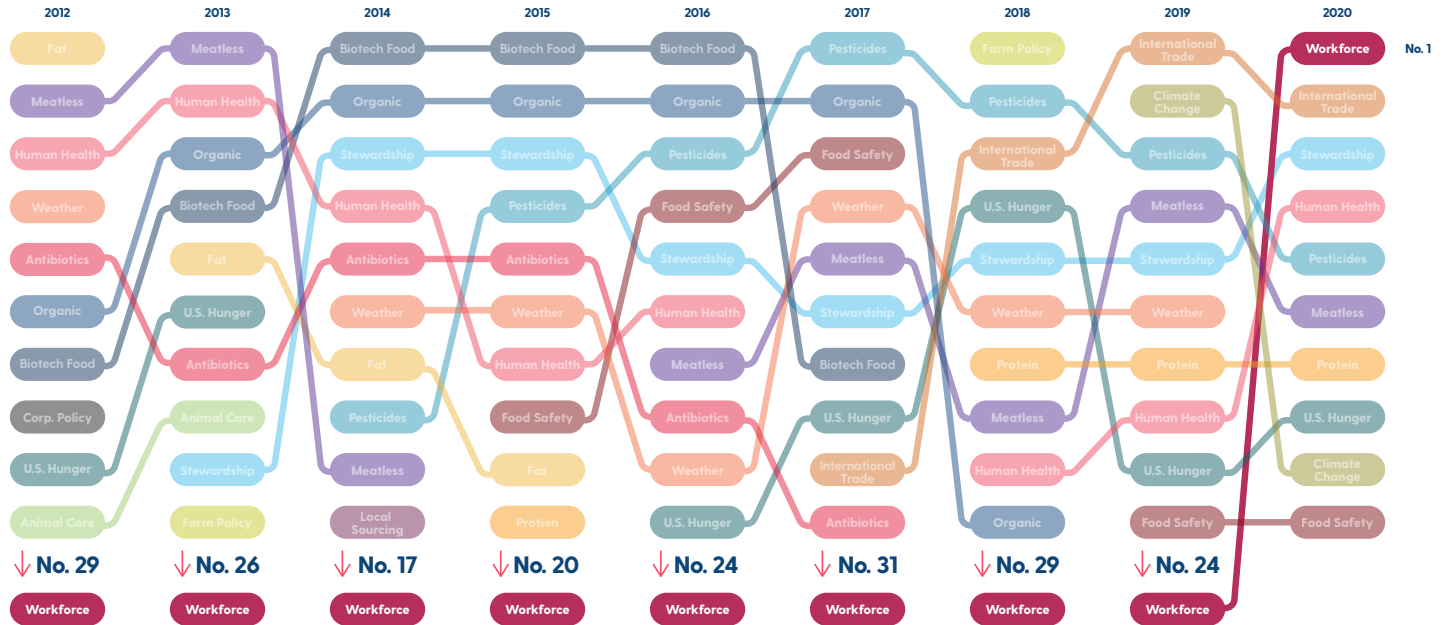 2012 2013 2014 2015 2016 2017 2018 2019 2020
Fat Meatless Biotech Food Biotech Food Biotech Food Pesticides Farm Policy International Trade Workforce No. 1
Meatless Human Health Organic Organic Organic Organic Pesticides Climate Change International Trade
Human Health Organic Stewardship Stewardship Pesticides Food Safety International Trade Pesticides Stewardship
Weather Biotech Food Human Health Pesticides Food Safety Weather U.S. Hunger Meatless Human Health
Antibiotics Fat Antibiotics Antibiotics Stewardship Meatless Stewardship Stewardship Pesticides
Organic U.S. Hunger Weather Weather Human Health Stewardship Weather Weather Meatless
Biotech Food Antibiotics Fat Human Health Meatless Biotech Food Protein Protein Protein
Corp. Policy Animal Care Pesticides Food Safety Antibiotics U.S. Hunger Meatless Human Health U.S. Hunger
U.S. Hunger Stewardship Meatless Fat Weather International Trade Human Health U.S. Hunger Climate Change
Animal Care Farm Policy Local Sourcing Protien U.S. Hunger Antibiotics Organic Food Safety Food Safety
No. 29 No. 26 No. 17 No. 20 No. 24 No. 31 No. 29 No. 24
Workforce Workforce Workforce Workforce Workforce Workforce Workforce Workforce